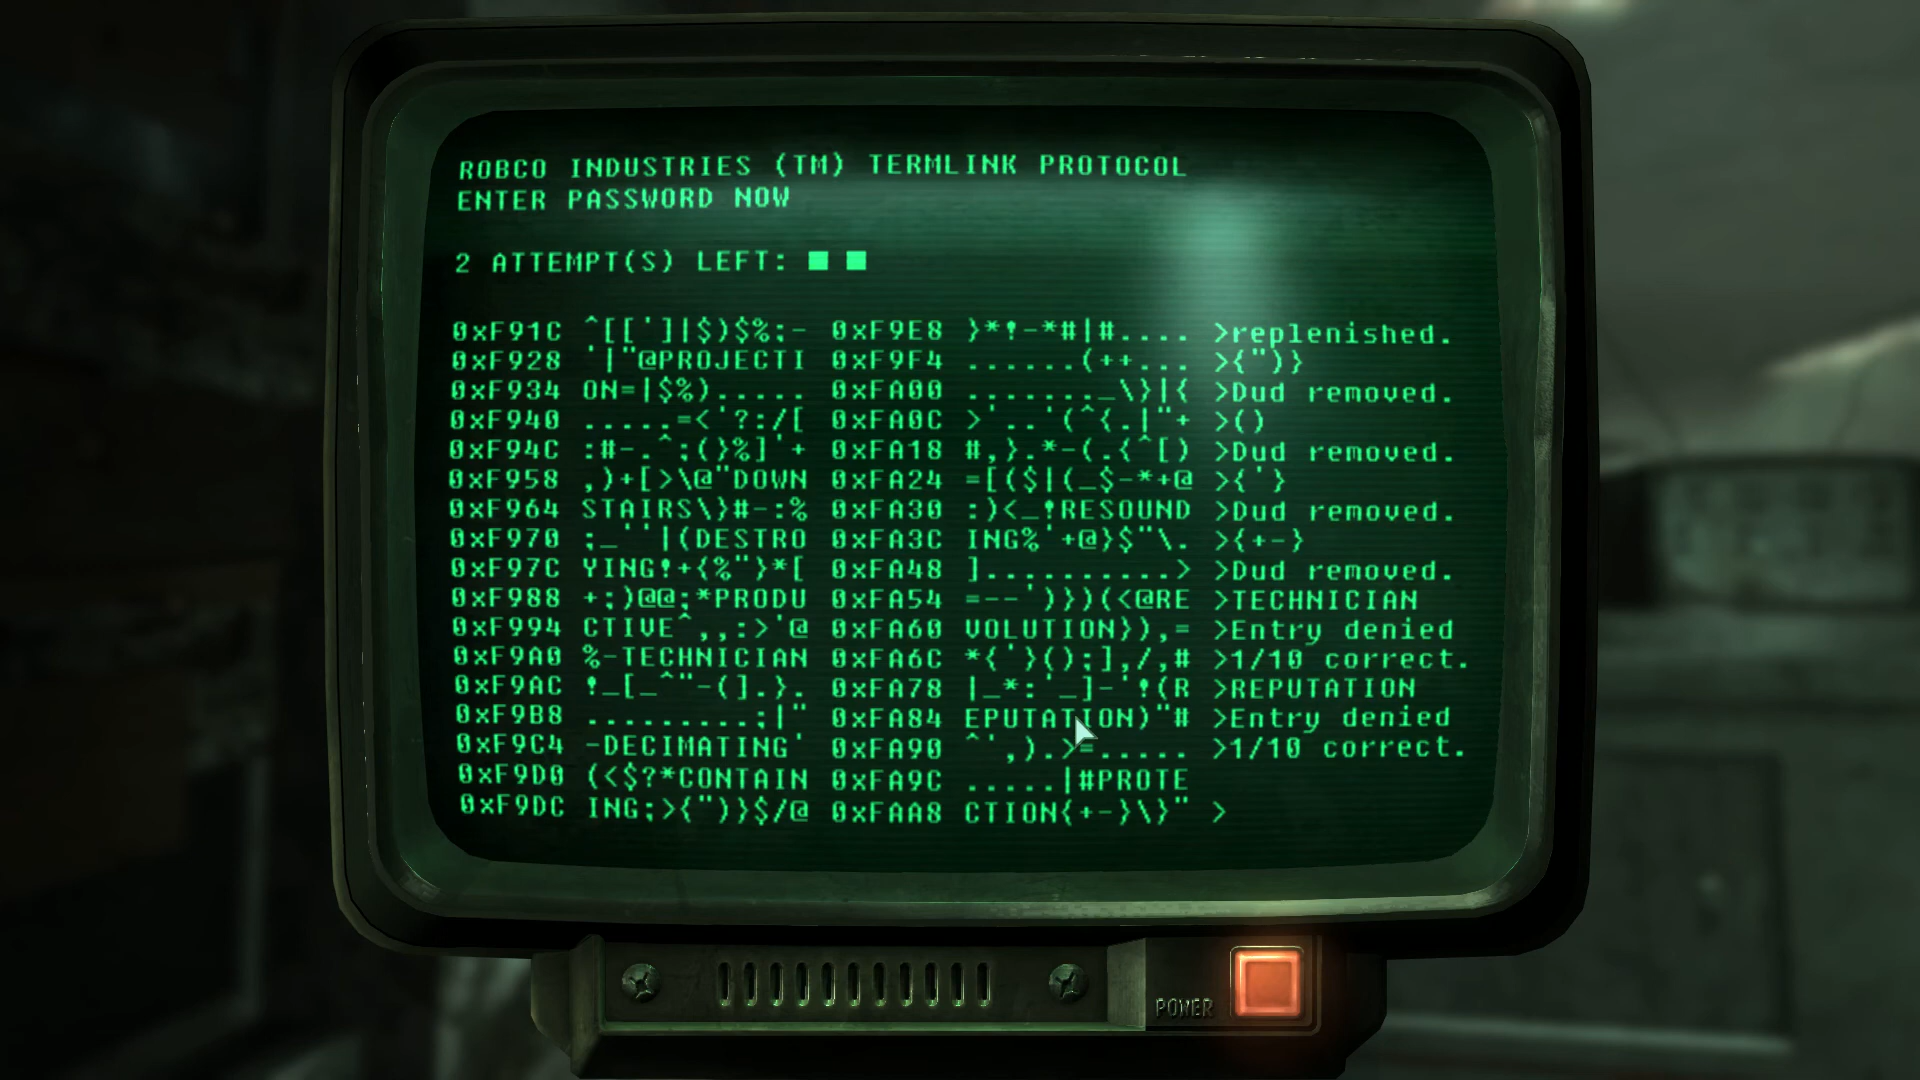 ROBCO INDUSTRIES (TM) TERMLINK PROTOCOL
ENTER PASSWORD NOW
2 ATTEMPT(S) LEFT: ■ ■
0xF91C ^[[']|$)$%;- 0xF9E8 }*!-*#|#.... >replenished.
0xF928 '|"@PROJECTI 0xF9F4 ......(++... >{")}
0xF934 ON=|$%)..... 0xFA00 ......._\}|{ >Dud removed.
0xF940 .....=<'?:/[ 0xFA0C >'..'(^{.|"+ >()
0xF94C :#-.^;(}%]'+ 0xFA18 #,}.*-(.{^[) >Dud removed.
0xF958 ,)+[>\@"DOWN 0xFA24 =[($|(_$-*+@ >{'}
0xF964 STAIRS\}#-:% 0xFA30 :)<_!RESOUND >Dud removed.
0xF970 ;_''|(DESTRO 0xFA3C ING%'+@}$"\. >{+-}
0xF97C YING!+{%"}*[ 0xFA48 ]..........> >Dud removed.
0xF988 +;)@@;*PRODU 0xFA54 =--')})(<@RE >TECHNICIAN
0xF994 CTIVE^,,:>'@ 0xFA60 VOLUTION}),= >Entry denied
0xF9A0 %-TECHNICIAN 0xFA6C *{'}();],/,# >1/10 correct.
0xF9AC !_[_^"-(].}. 0xFA78 |_*:'_]-'!(R >REPUTATION
0xF9B8 .........;|" 0xFA84 EPUTATION)"# >Entry denied
0xF9C4 -DECIMATING' 0xFA90 ^',).>=..... >1/10 correct.
0xF9D0 (<$?*CONTAIN 0xFA9C .....|#PROTE
0xF9DC ING;>{")}$/@ 0xFAA8 CTION{+-}\}" >
POWER